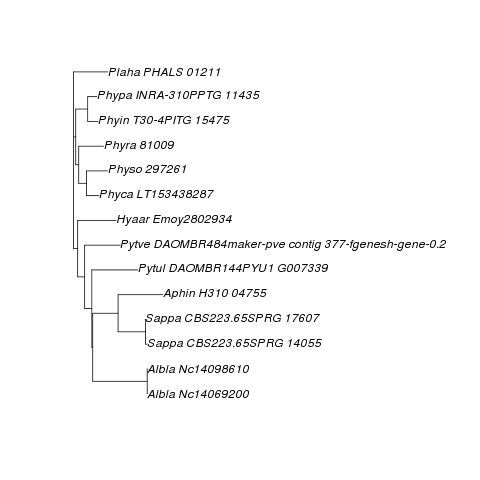 Plaha PHALS 01211
Phypa INRA-310PPTG 11435
Phyin T30-4PITG 15475
Phyra 81009
Physo 297261
Phyca LT153438287
Hyaar Emoy2802934
Pytve DAOMBR484maker-pve contig 377-fgenesh-gene-0.2
Pytul DAOMBR144PYU1 G007339
Aphin H310 04755
Sappa CBS223.65SPRG 17607
Sappa CBS223.65SPRG 14055
Albla Nc14098610
Albla Nc14069200